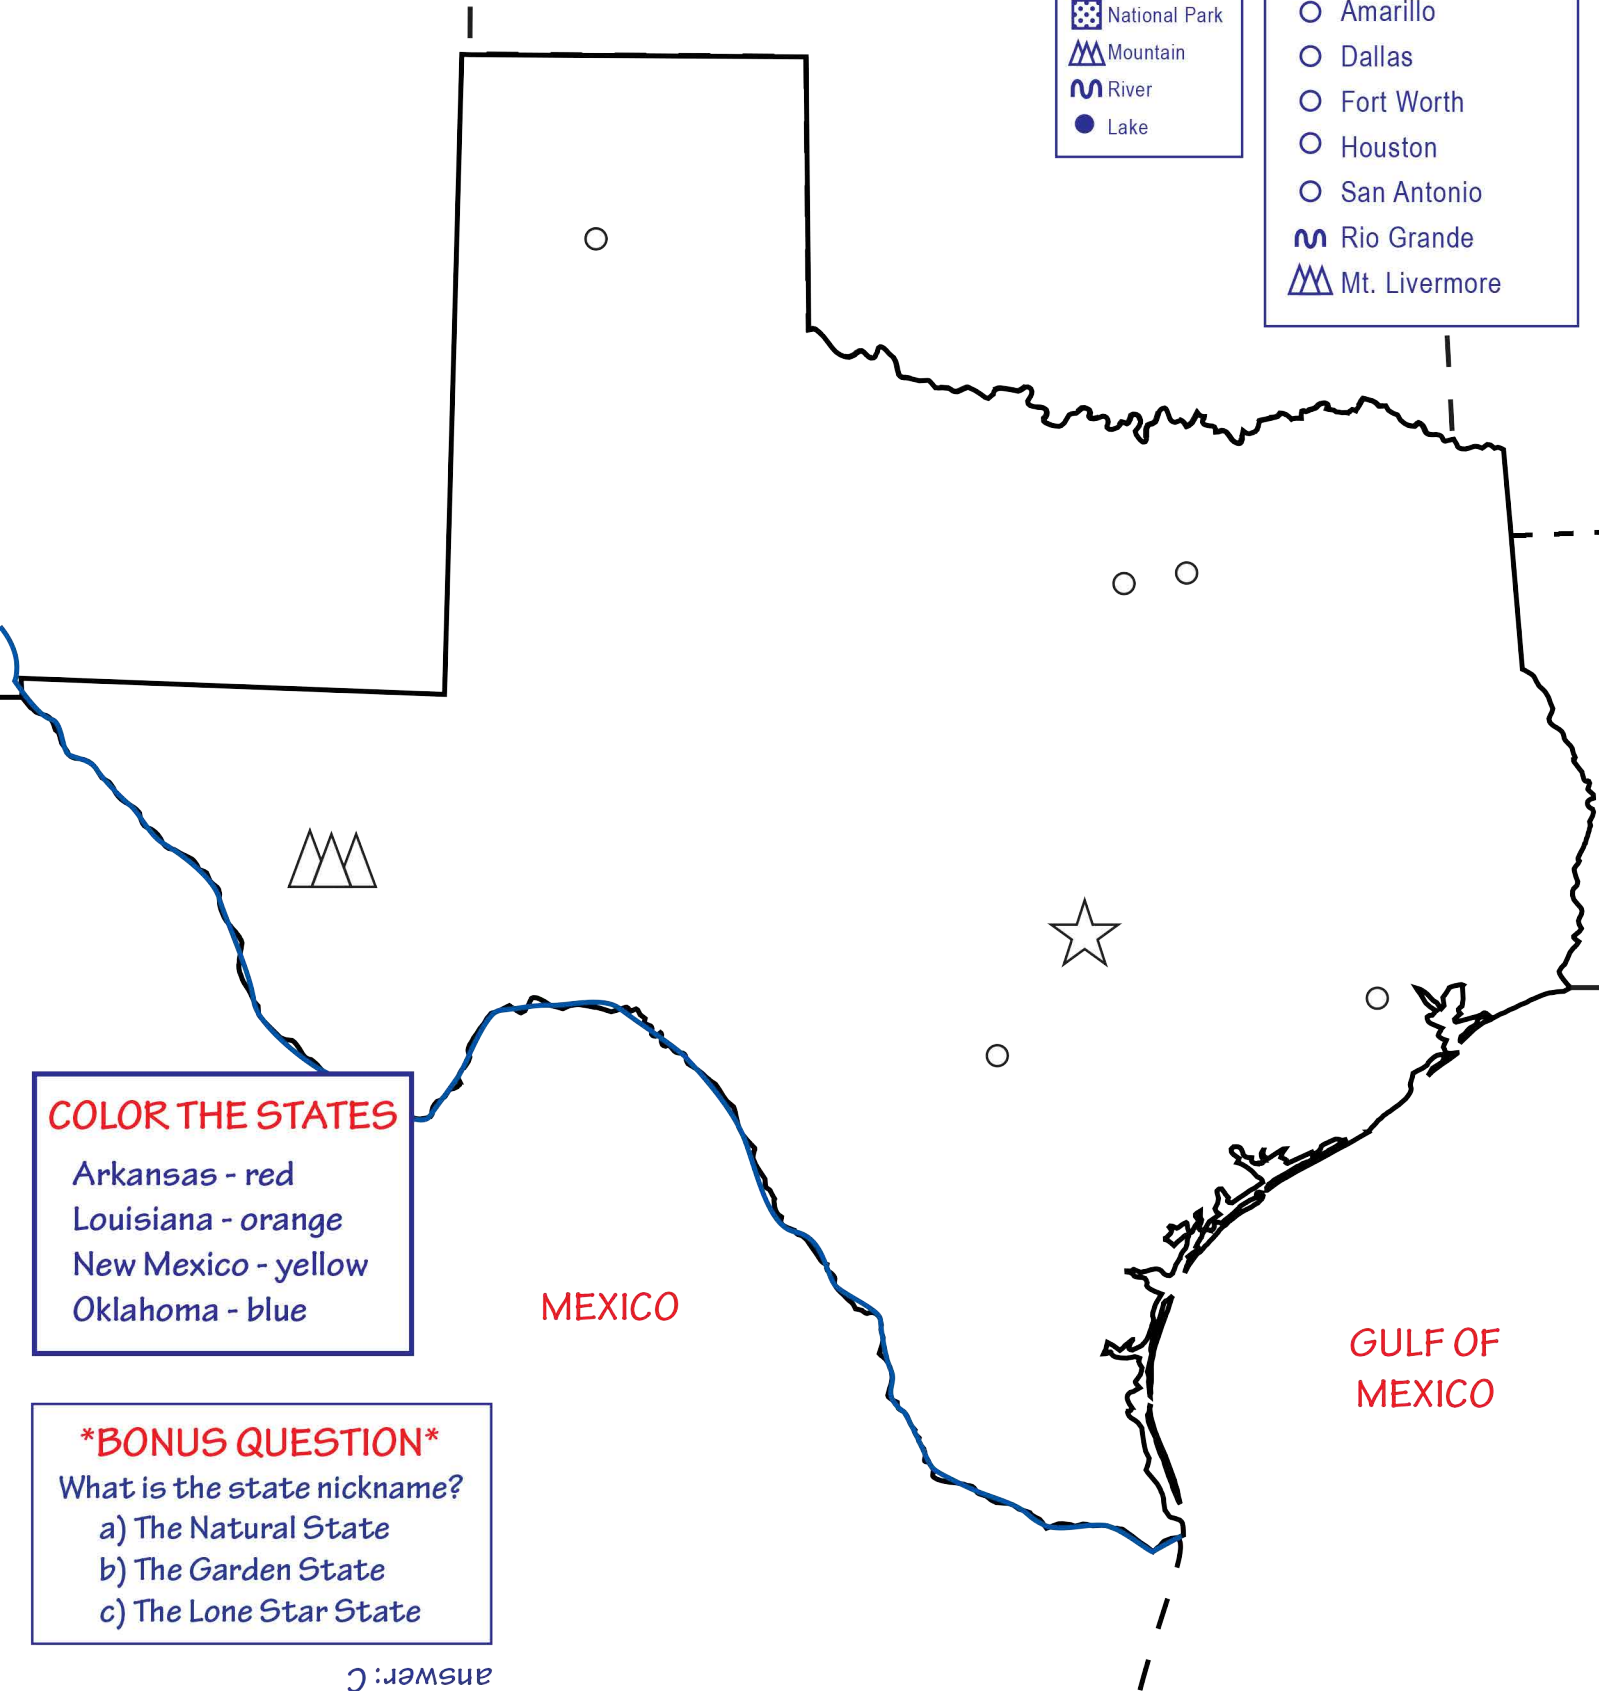 National Park
Mountain
River
Lake
Amarillo
Dallas
Fort Worth
Houston
San Antonio
Rio Grande
Mt. Livermore
COLOR THE STATES
Arkansas - red
Louisiana - orange
New Mexico - yellow
Oklahoma - blue
MEXICO
GULF OF
MEXICO
*BONUS QUESTION*
What is the state nickname?
a) The Natural State
b) The Garden State
c) The Lone Star State
answer: C